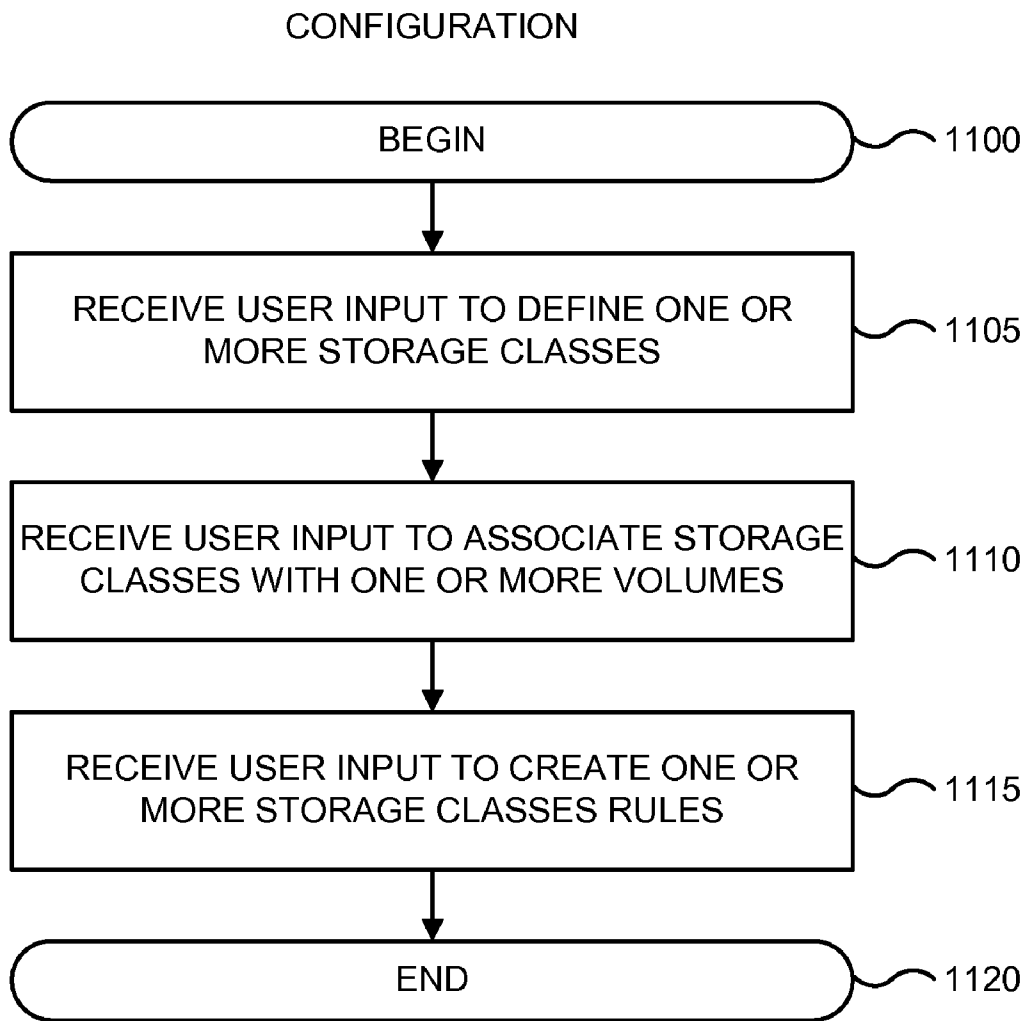 CONFIGURATION
BEGIN
1100
RECEIVE USER INPUT TO DEFINE ONE OR
MORE STORAGE CLASSES
1105
RECEIVE USER INPUT TO ASSOCIATE STORAGE
CLASSES WITH ONE OR MORE VOLUMES
1110
RECEIVE USER INPUT TO CREATE ONE OR
MORE STORAGE CLASSES RULES
1115
END
1120